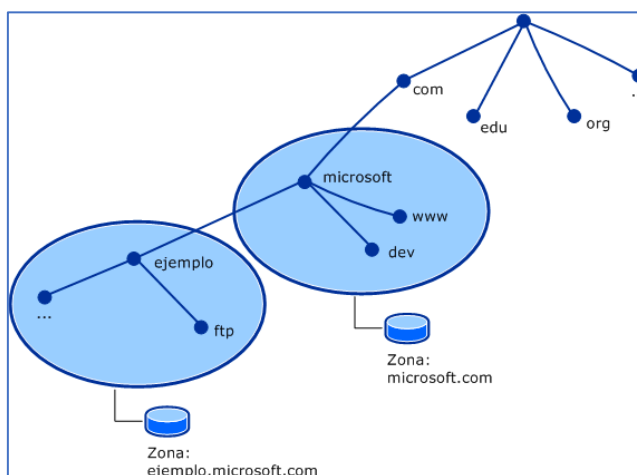 com
...
edu
org
microsoft
www
dev
ejemplo
...
ftp
Zona:
microsoft.com
Zona:
ejemplo.microsoft.com